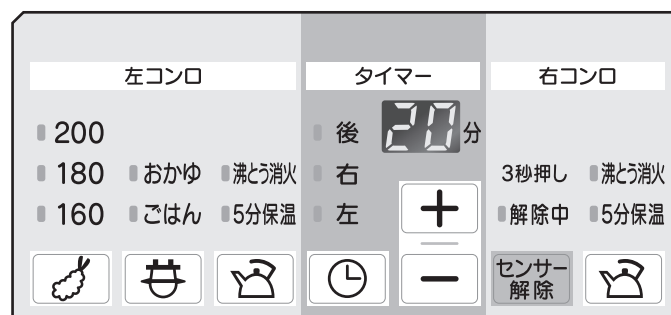 左コンロ
タイマー
右コンロ
200
180
160
おかゆ
ごはん
沸とう消火
5分保温
後
右
左
20分
+
−
3秒押し
解除中
沸とう消火
5分保温
センサー
解除